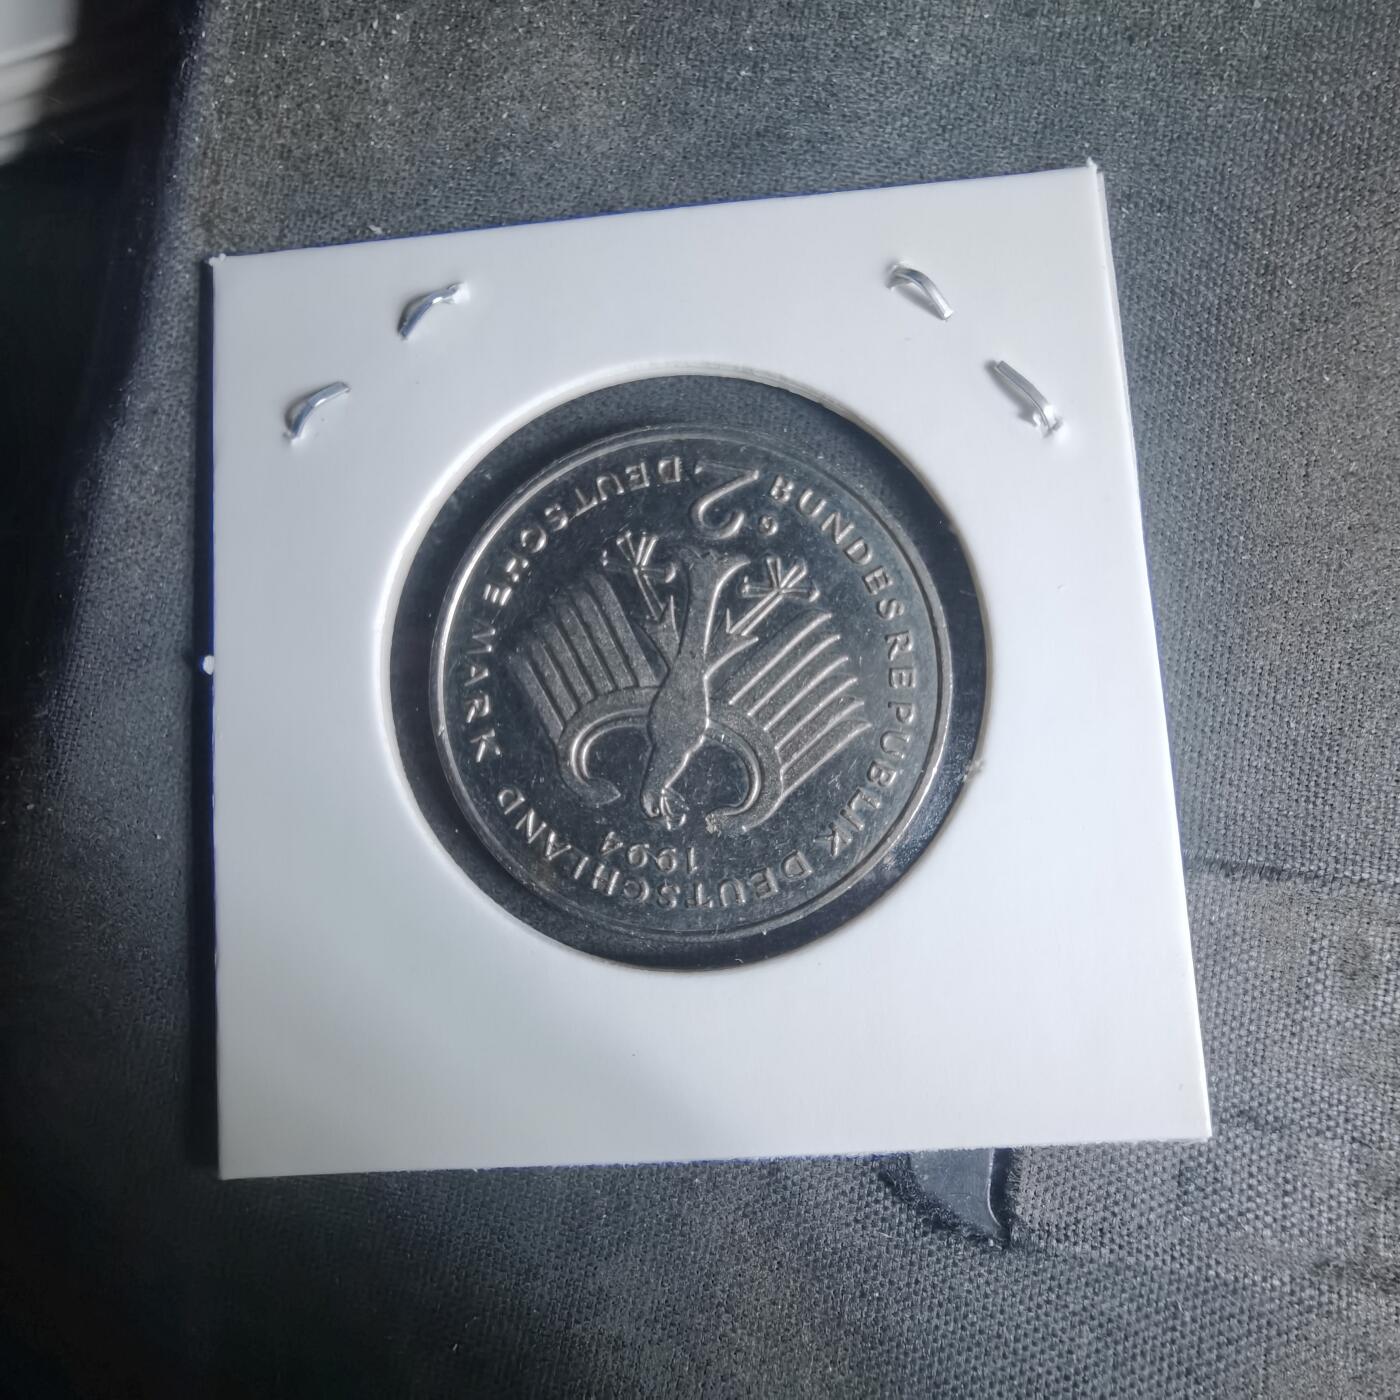 BUNDESREPUBLIK DEUTSCHLAND
1994
G
2
DEUTSCHE MARK